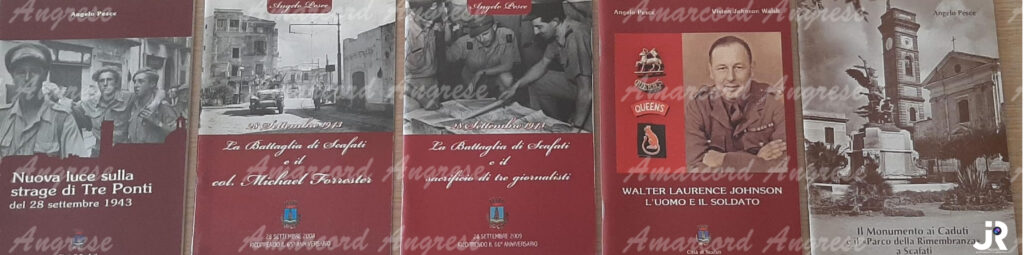 Angelo Pesce
Nuova luce sulla
strage di Tre Ponti
del 28 settembre 1943
Angelo Pesce
28 Settembre 1943
La Battaglia di Scafati
e il
col. Michael Forrester
28 SETTEMBRE 2008
RICORRENDO IL 65° ANNIVERSARIO
Angelo Pesce
28 Settembre 1943
La Battaglia di Scafati
e il
sacrificio di tre giornalisti
28 SETTEMBRE 2009
RICORRENDO IL 66° ANNIVERSARIO
Angelo Pesce
Vivien Johnson Walsh
QUEENS
WALTER LAURENCE JOHNSON
L'UOMO E IL SOLDATO
Città di Scafati
Angelo Pesce
Il Monumento ai Caduti
e il «Parco della Rimembranza»
a Scafati
JR
Amarcord Angrese